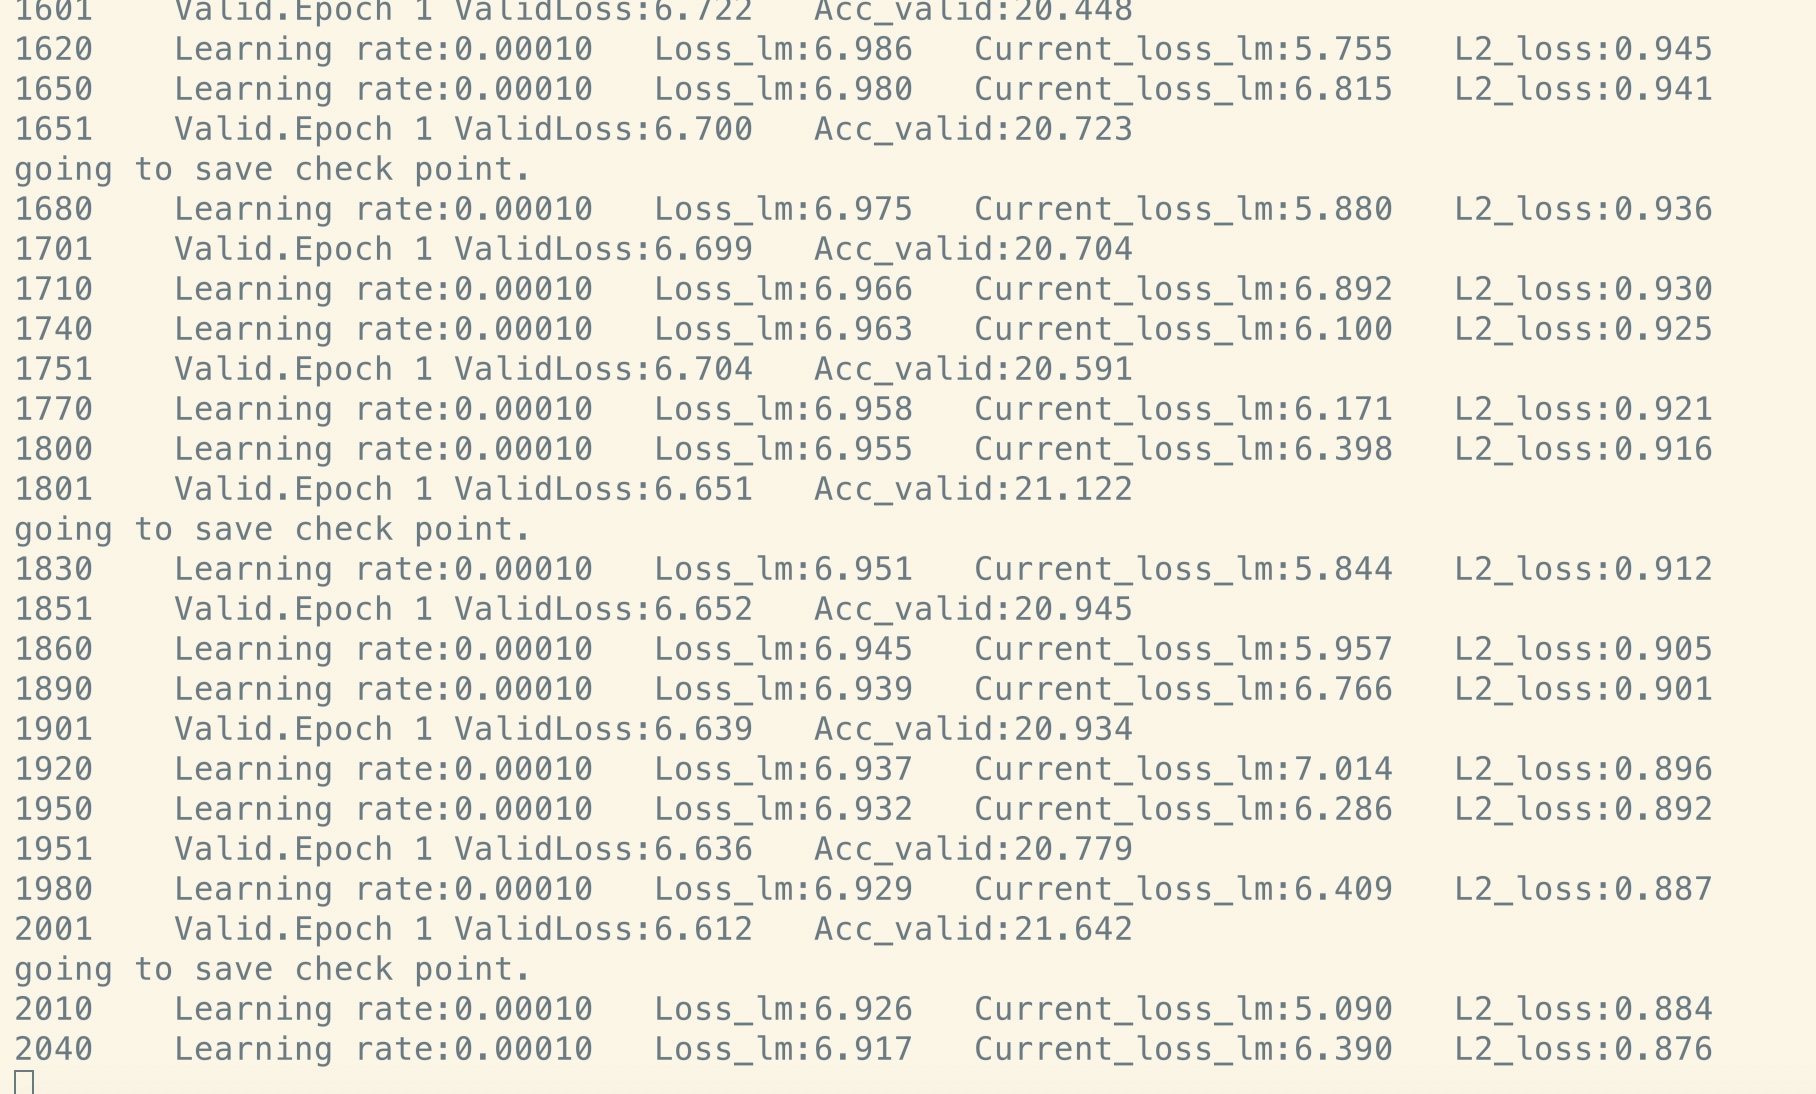 1601    Valid.Epoch 1 ValidLoss:6.722   Acc_valid:20.448
1620    Learning rate:0.00010   Loss_lm:6.986   Current_loss_lm:5.755   L2_loss:0.945
1650    Learning rate:0.00010   Loss_lm:6.980   Current_loss_lm:6.815   L2_loss:0.941
1651    Valid.Epoch 1 ValidLoss:6.700   Acc_valid:20.723
going to save check point.
1680    Learning rate:0.00010   Loss_lm:6.975   Current_loss_lm:5.880   L2_loss:0.936
1701    Valid.Epoch 1 ValidLoss:6.699   Acc_valid:20.704
1710    Learning rate:0.00010   Loss_lm:6.966   Current_loss_lm:6.892   L2_loss:0.930
1740    Learning rate:0.00010   Loss_lm:6.963   Current_loss_lm:6.100   L2_loss:0.925
1751    Valid.Epoch 1 ValidLoss:6.704   Acc_valid:20.591
1770    Learning rate:0.00010   Loss_lm:6.958   Current_loss_lm:6.171   L2_loss:0.921
1800    Learning rate:0.00010   Loss_lm:6.955   Current_loss_lm:6.398   L2_loss:0.916
1801    Valid.Epoch 1 ValidLoss:6.651   Acc_valid:21.122
going to save check point.
1830    Learning rate:0.00010   Loss_lm:6.951   Current_loss_lm:5.844   L2_loss:0.912
1851    Valid.Epoch 1 ValidLoss:6.652   Acc_valid:20.945
1860    Learning rate:0.00010   Loss_lm:6.945   Current_loss_lm:5.957   L2_loss:0.905
1890    Learning rate:0.00010   Loss_lm:6.939   Current_loss_lm:6.766   L2_loss:0.901
1901    Valid.Epoch 1 ValidLoss:6.639   Acc_valid:20.934
1920    Learning rate:0.00010   Loss_lm:6.937   Current_loss_lm:7.014   L2_loss:0.896
1950    Learning rate:0.00010   Loss_lm:6.932   Current_loss_lm:6.286   L2_loss:0.892
1951    Valid.Epoch 1 ValidLoss:6.636   Acc_valid:20.779
1980    Learning rate:0.00010   Loss_lm:6.929   Current_loss_lm:6.409   L2_loss:0.887
2001    Valid.Epoch 1 ValidLoss:6.612   Acc_valid:21.642
going to save check point.
2010    Learning rate:0.00010   Loss_lm:6.926   Current_loss_lm:5.090   L2_loss:0.884
2040    Learning rate:0.00010   Loss_lm:6.917   Current_loss_lm:6.390   L2_loss:0.876